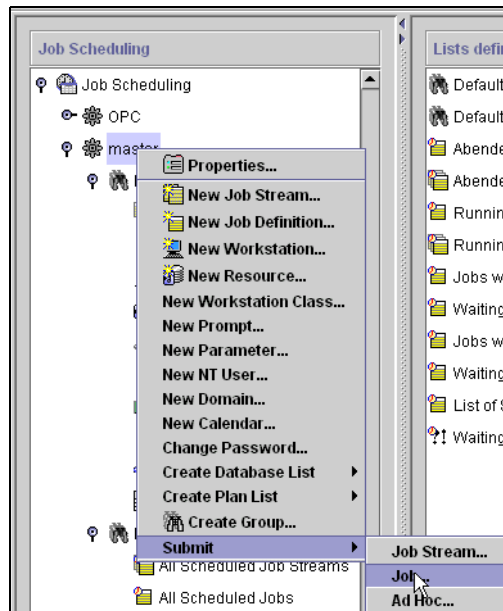 Job Scheduling
Job Scheduling
OPC
master
Properties...
New Job Stream...
New Job Definition...
New Workstation...
New Resource...
New Workstation Class...
New Prompt...
New Parameter...
New NT User...
New Domain...
New Calendar...
Change Password...
Create Database List
Create Plan List
Create Group...
Submit
Job Stream...
Job...
Ad Hoc...
All Scheduled Job Streams
All Scheduled Jobs
Lists defi
Default
Default
Abende
Abende
Runnin
Runnin
Jobs w
Waiting
Jobs w
Waiting
List of
Waiting